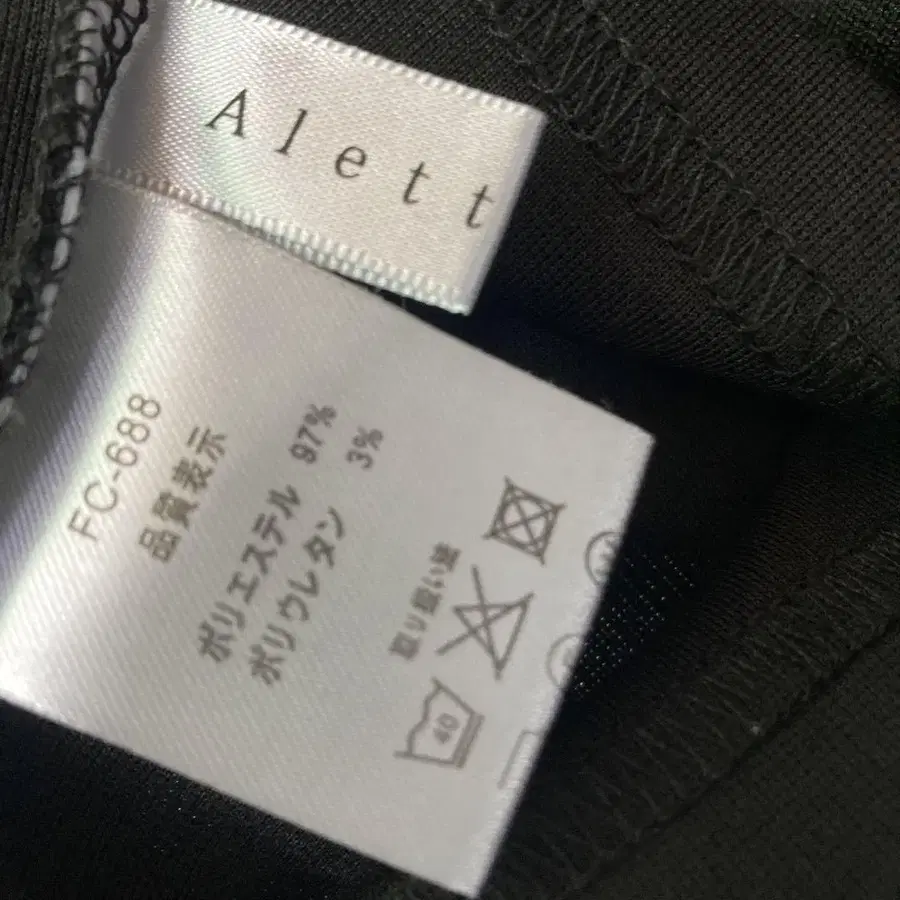 Alett
FC-688
品質表示
ポリエステル 97%
ポリウレタン 3%
取り扱い
40